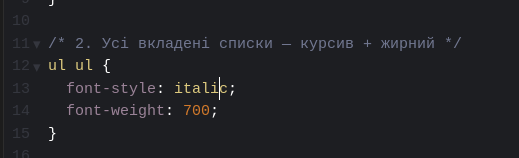 }
10
11 /* 2. Усі вкладені списки — курсив + жирний */
12 ul ul {
13 font-style: italic;
14 font-weight: 700;
15 }
16